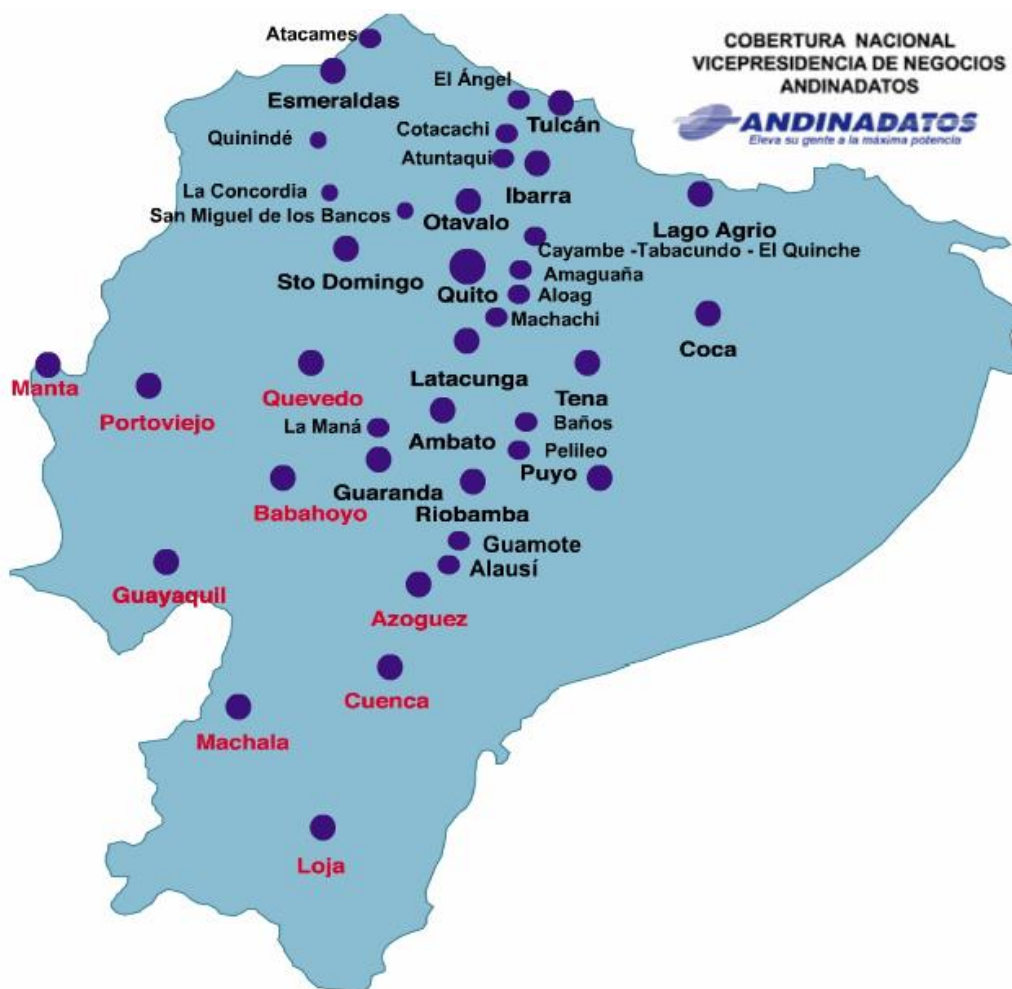 COBERTURA NACIONAL
VICEPRESIDENCIA DE NEGOCIOS
ANDINADATOS
ANDINADATOS
Eleva su gente a la máxima potencia
Atacames
Esmeraldas
El Ángel
Tulcán
Cotacachi
Quinindé
Atuntaqui
Ibarra
La Concordia
San Miguel de los Bancos
Otavalo
Lago Agrio
Cayambe -Tabacundo - El Quinche
Sto Domingo
Quito
Amaguaña
Aloag
Machachi
Coca
Manta
Portoviejo
Quevedo
Latacunga
Tena
La Maná
Ambato
Baños
Pelileo
Puyo
Guaranda
Babahoyo
Riobamba
Guamote
Alausí
Guayaquil
Azoguez
Cuenca
Machala
Loja